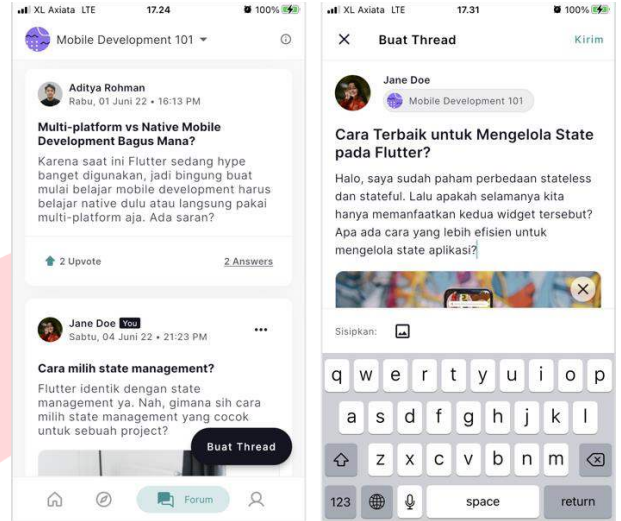 XL Axiata LTE 17.24 100%
Mobile Development 101
Aditya Rohman
Rabu, 01 Juni 22 • 16:13 PM
Multi-platform vs Native Mobile
Development Bagus Mana?
Karena saat ini Flutter sedang hype
banget digunakan, jadi bingung buat
mulai belajar mobile development harus
belajar native dulu atau langsung pakai
multi-platform aja. Ada saran?
2 Upvote 2 Answers
Jane Doe You
Sabtu, 04 Juni 22 • 21:23 PM
Cara milih state management?
Flutter identik dengan state
management ya. Nah, gimana sih cara
milih state management yang cocok
untuk sebuah project?
Buat Thread
Forum
XL Axiata LTE 17.31 100%
Buat Thread Kirim
Jane Doe
Mobile Development 101
Cara Terbaik untuk Mengelola State
pada Flutter?
Halo, saya sudah paham perbedaan stateless
dan stateful. Lalu apakah selamanya kita
hanya memanfaatkan kedua widget tersebut?
Apa ada cara yang lebih efisien untuk
mengelola state aplikasi?
Sisipkan:
q w e r t y u i o p
a s d f g h j k l
z x c v b n m
123 space return